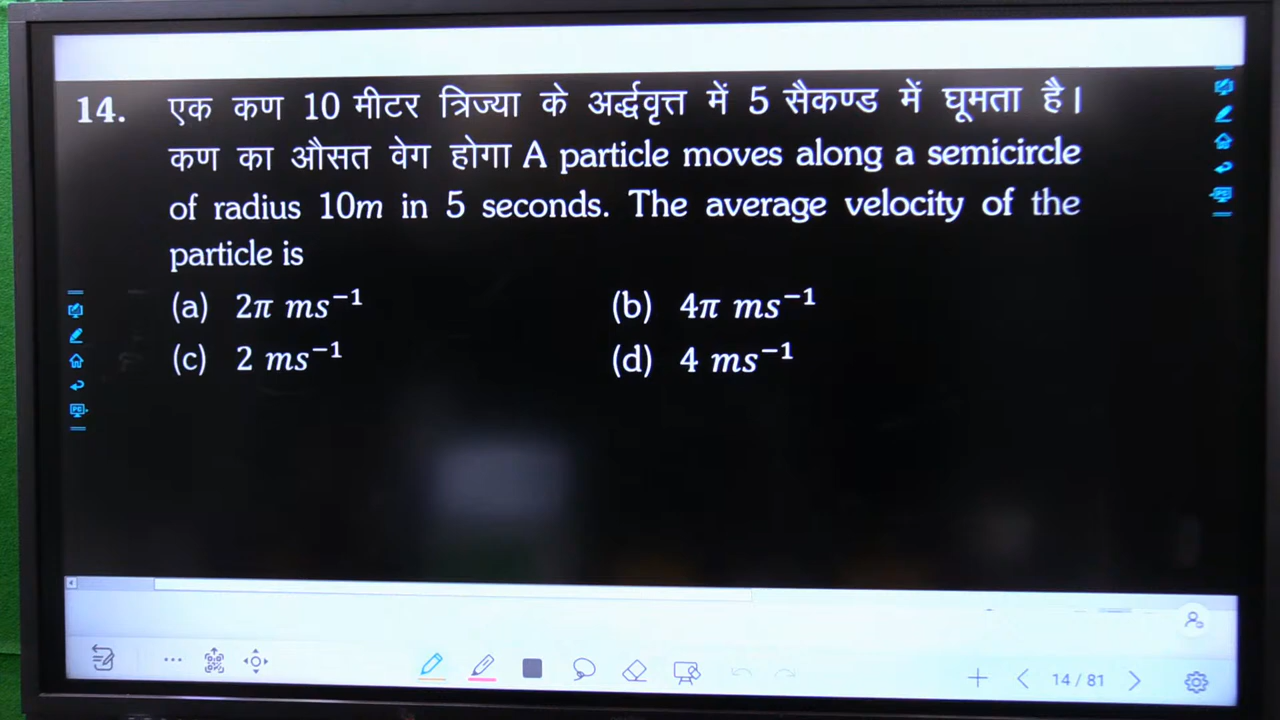 14. एक कण 10 मीटर त्रिज्या के अर्द्धवृत्त में 5 सैकण्ड में घूमता है।
कण का औसत वेग होगा A particle moves along a semicircle
of radius 10m in 5 seconds. The average velocity of the
particle is
(a) 2π ms⁻¹ (b) 4π ms⁻¹
(c) 2 ms⁻¹ (d) 4 ms⁻¹
14 / 81